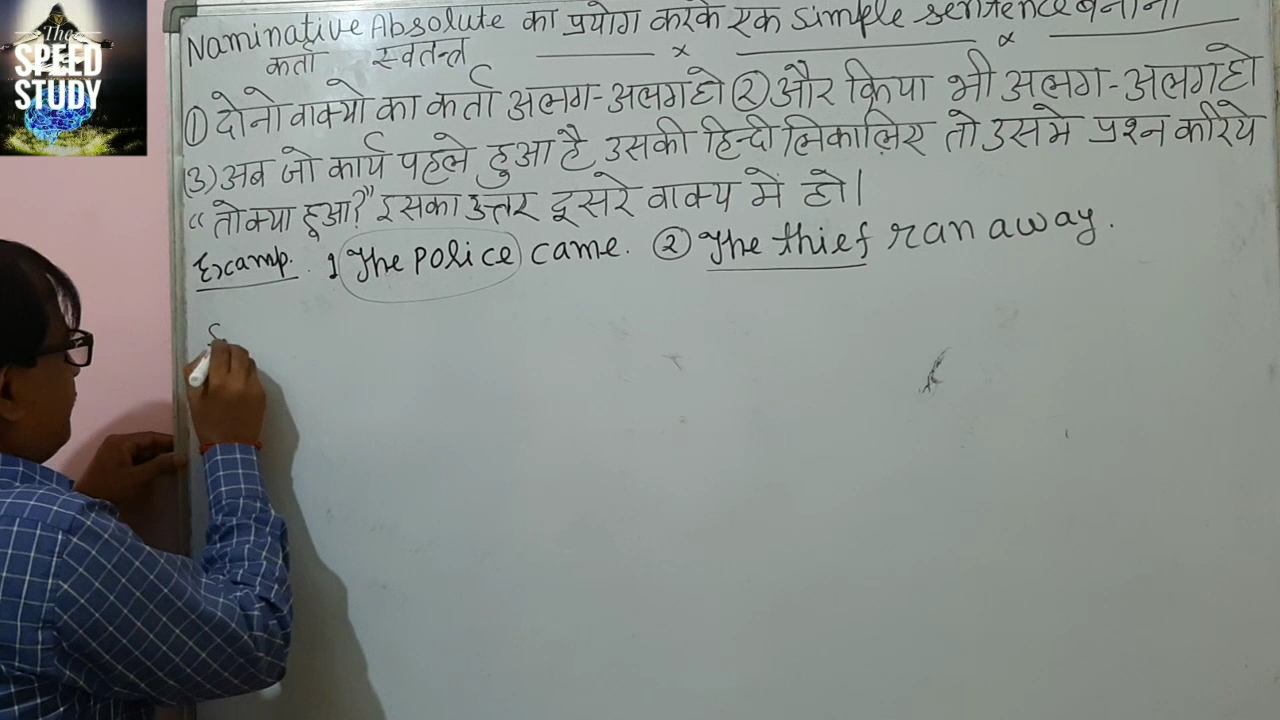 The
SPEED
STUDY
Naminative Absolute का प्रयोग करके एक simple sentence बनाना
कर्ता स्वतन्त्र
① दोनो वाक्यो का कर्ता अलग-अलग हो ② और क्रिया भी अलग-अलग हो
(3) अब जो कार्य पहले हुआ है उसकी हिन्दी निकालिए तो उसमे प्रश्न करिये
“तो क्या हूआ?” इसका उत्तर दूसरे वाक्य में हो।
Examp. 1 The police came. ② The thief ran away.
S